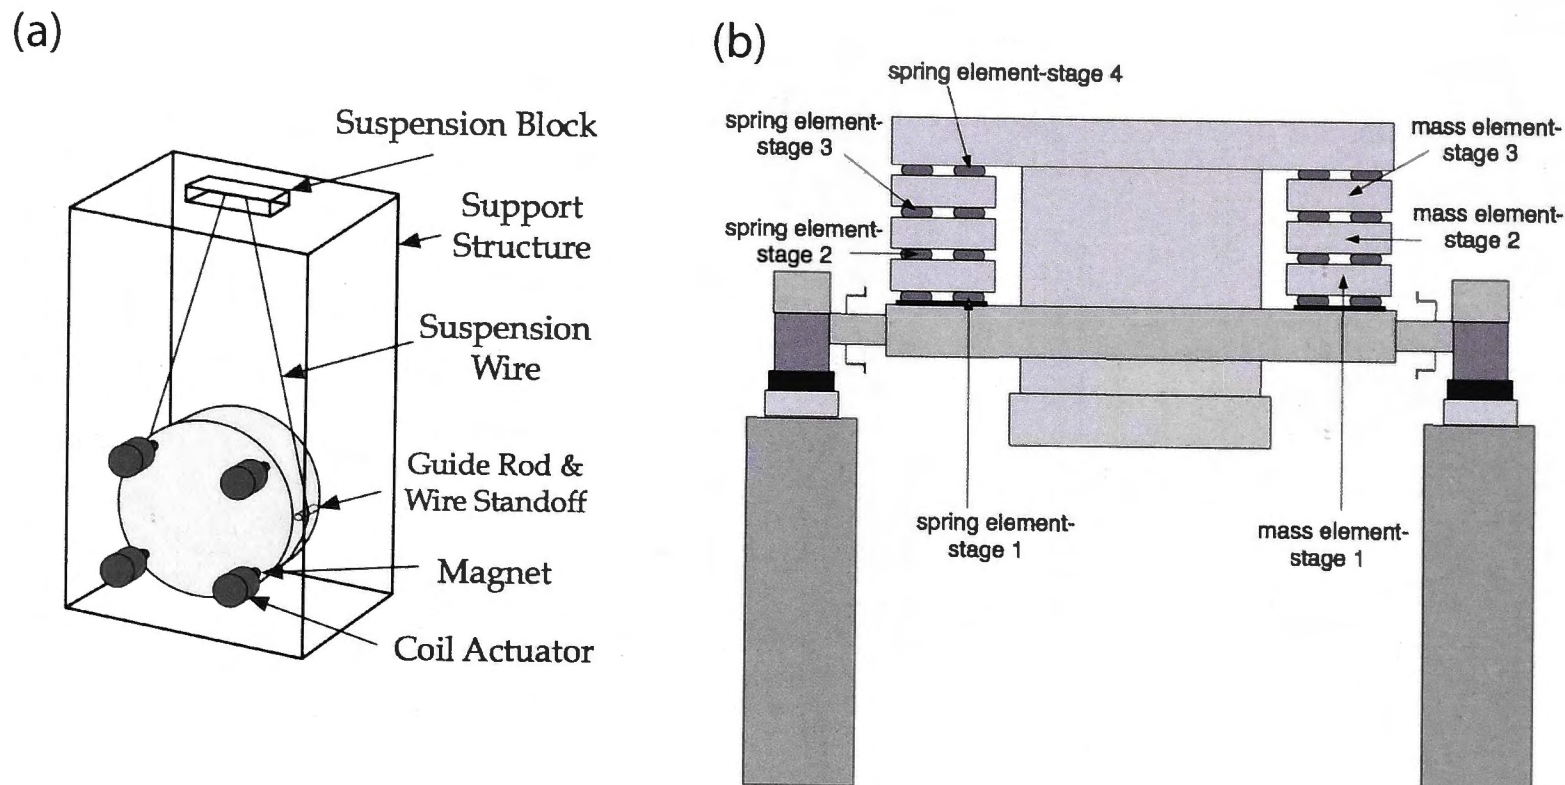 (a)
Suspension Block
Support
Structure
Suspension
Wire
Guide Rod &
Wire Standoff
Magnet
Coil Actuator
(b)
spring element-stage 4
spring element-
stage 3
mass element-
stage 3
spring element-
stage 2
mass element-
stage 2
spring element-
stage 1
mass element-
stage 1